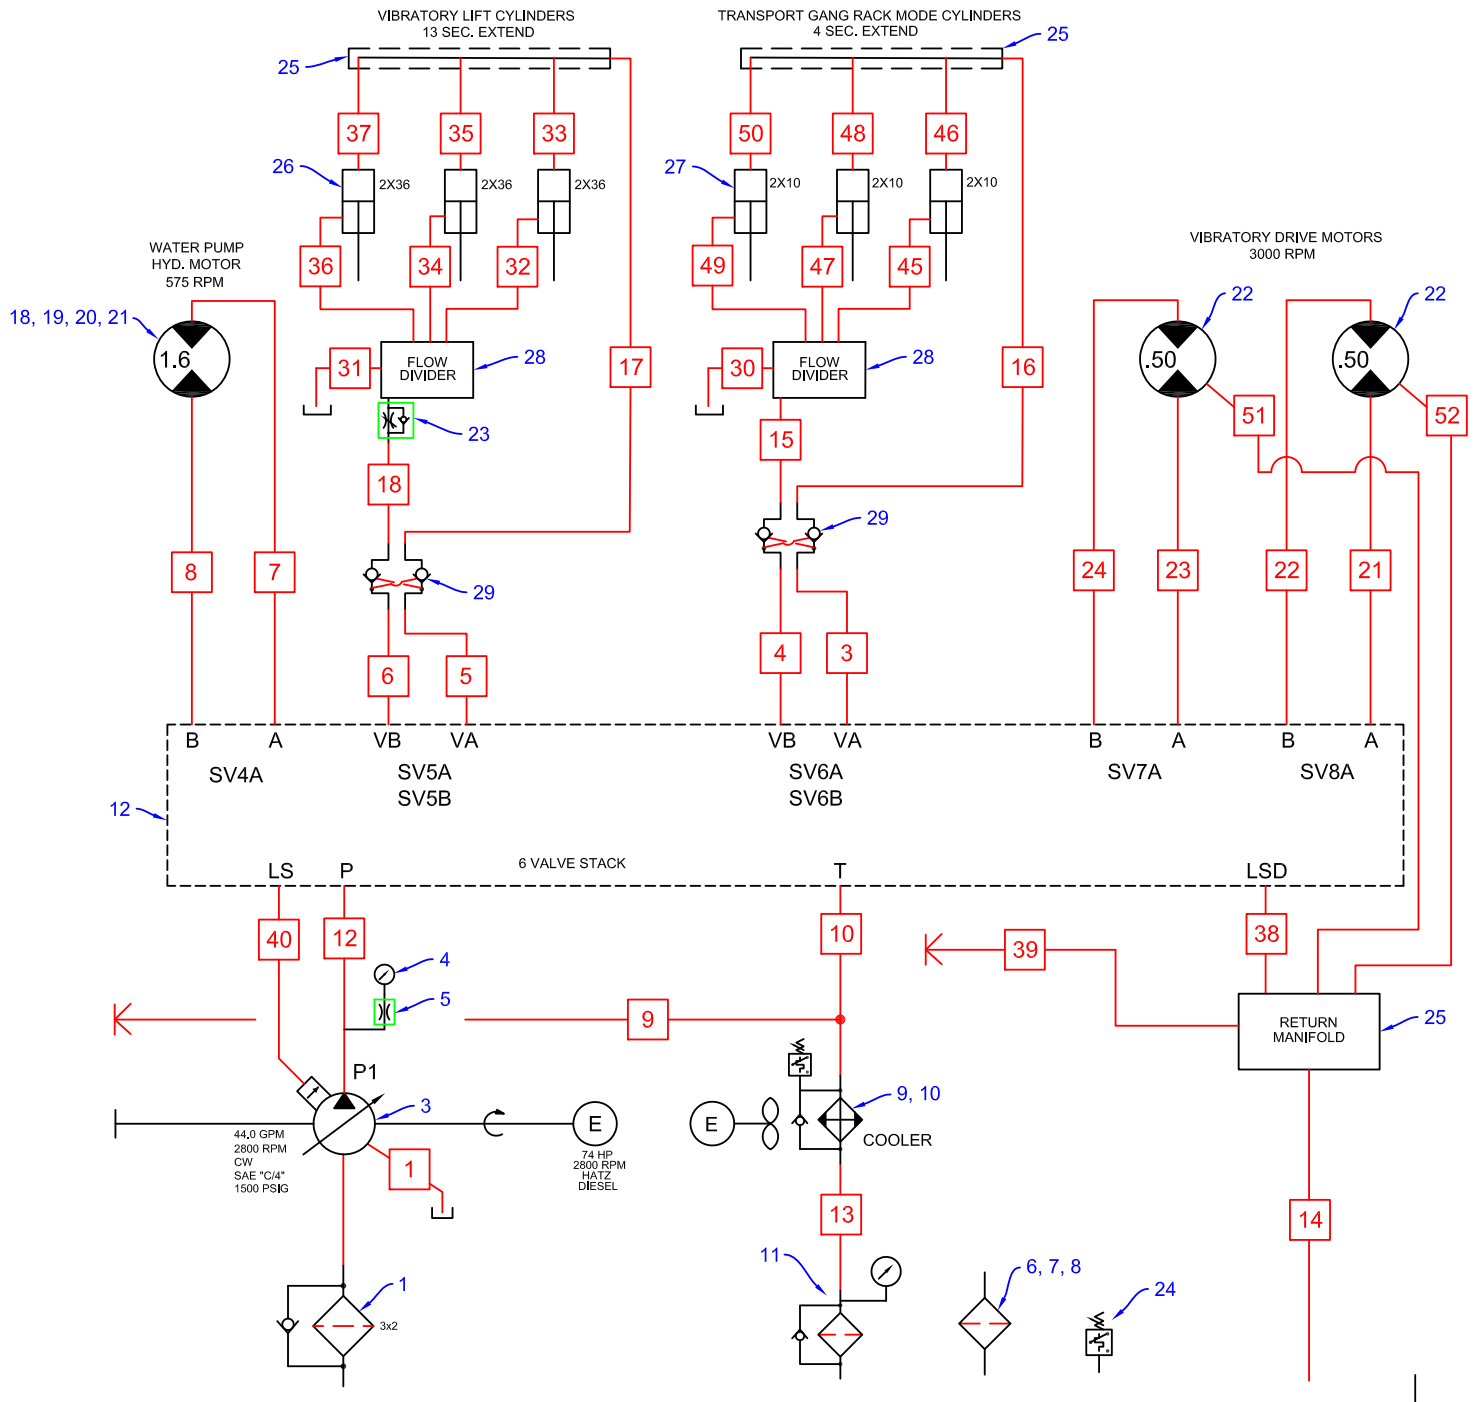 VIBRATORY LIFT CYLINDERS
13 SEC. EXTEND
TRANSPORT GANG RACK MODE CYLINDERS
4 SEC. EXTEND
25
25
37
35
33
50
48
46
26
2X36
2X36
2X36
27
2X10
2X10
2X10
WATER PUMP
HYD. MOTOR
575 RPM
36
34
32
49
47
45
VIBRATORY DRIVE MOTORS
3000 RPM
18, 19, 20, 21
1.6
31
FLOW
DIVIDER
28
17
30
FLOW
DIVIDER
28
16
.50
22
.50
22
51
52
23
18
15
29
29
8
7
6
5
4
3
24
23
22
21
B
A
VB
VA
VB
VA
B
A
B
A
SV4A
SV5A
SV5B
SV6A
SV6B
SV7A
SV8A
12
6 VALVE STACK
LS
P
T
LSD
40
12
10
39
38
4
5
9
RETURN
MANIFOLD
25
P1
3
44.0 GPM
2800 RPM
CW
SAE "C/4"
1500 PSIG
1
E
74 HP
2800 RPM
HATZ
DIESEL
E
9, 10
COOLER
13
14
1
3x2
11
6, 7, 8
24